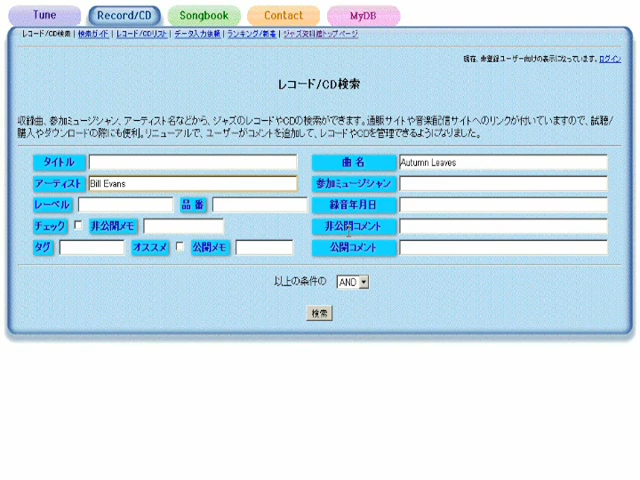 Tune Record/CD Songbook Contact MyDB
レコード/CD検索 | 検索ガイド | レコード/CDリスト | データ入力依頼 | ランキング/新着 | ジャズ資料館トップページ
現在、未登録ユーザー向けの表示になっています。ログイン
レコード/CD検索
収録曲、参加ミュージシャン、アーティスト名などから、ジャズのレコードやCDの検索ができます。通販サイトや音楽配信サイトへのリンクが付いていますので、試聴/
購入やダウンロードの際にも便利。リニューアルで、ユーザーがコメントを追加して、レコードやCDを管理できるようになりました。
タイトル 曲 名 Autumn Leaves
アーティスト Bill Evans 参加ミュージシャン
レーベル 品 番 録音年月日
チェック 非公開メモ 非公開コメント
タグ オススメ 公開メモ 公開コメント
以上の条件の AND
検索